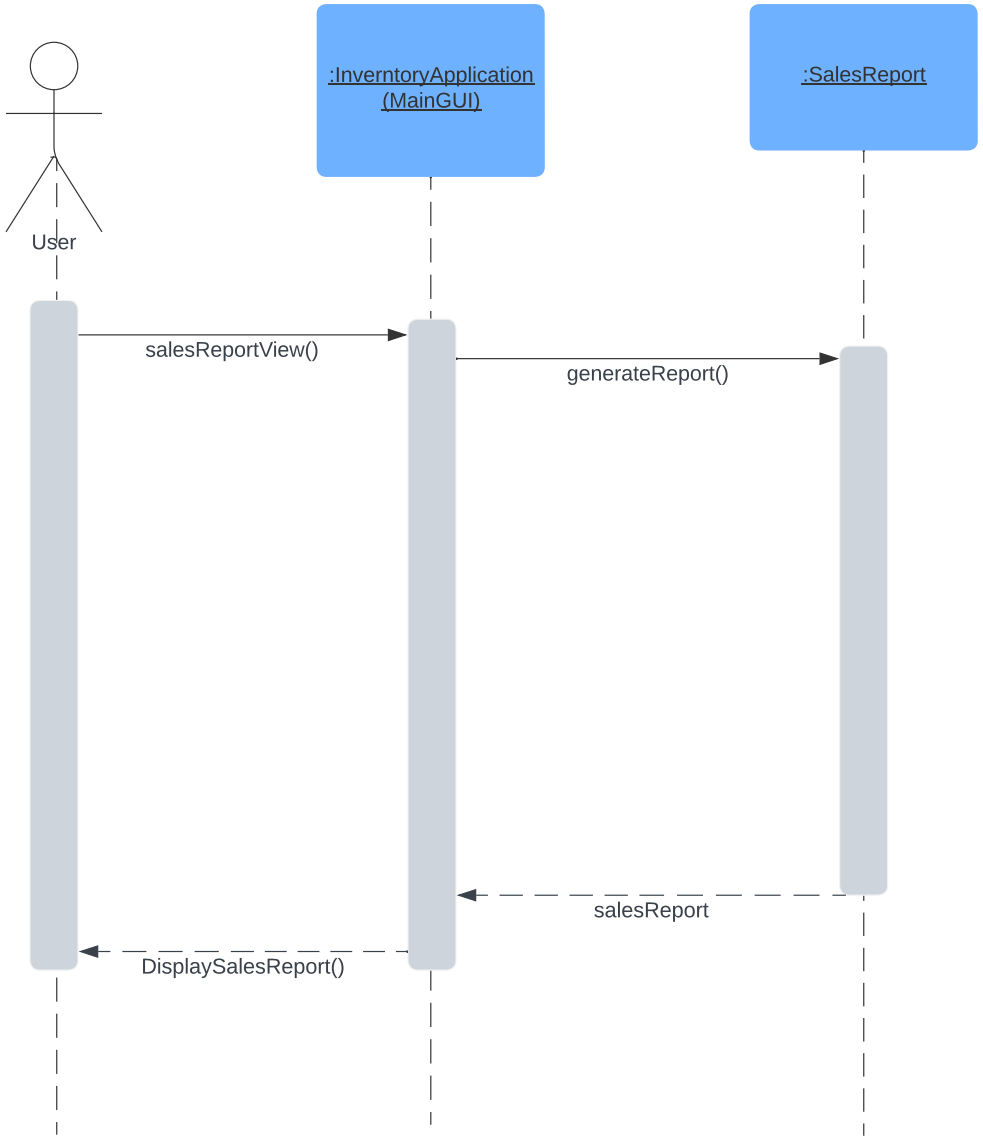 :InverntoryApplication
(MainGUI)
:SalesReport
User
salesReportView()
generateReport()
salesReport
DisplaySalesReport()